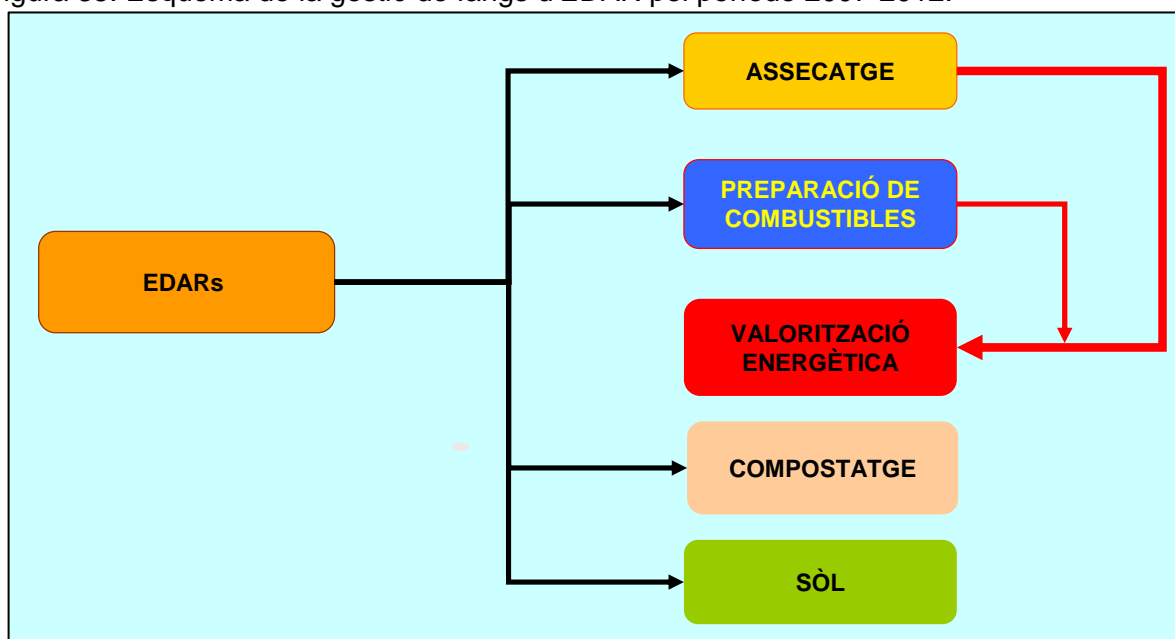 ASSECATGE
PREPARACIÓ DE
COMBUSTIBLES
EDARs
VALORITZACIÓ
ENERGÈTICA
COMPOSTATGE
SÒL